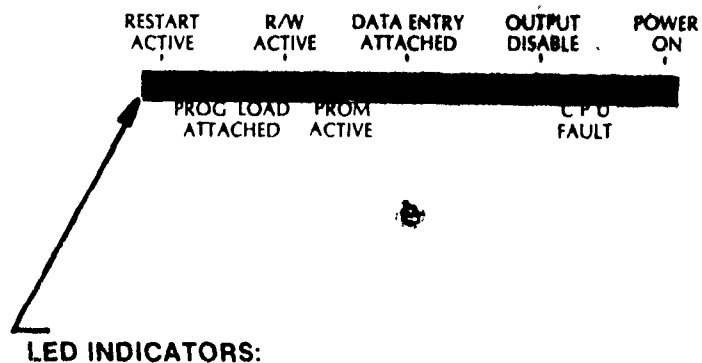 RESTART ACTIVE
R/W ACTIVE
DATA ENTRY ATTACHED
OUTPUT DISABLE
POWER ON
PROG LOAD ATTACHED
PROM ACTIVE
CPU FAULT
LED INDICATORS: